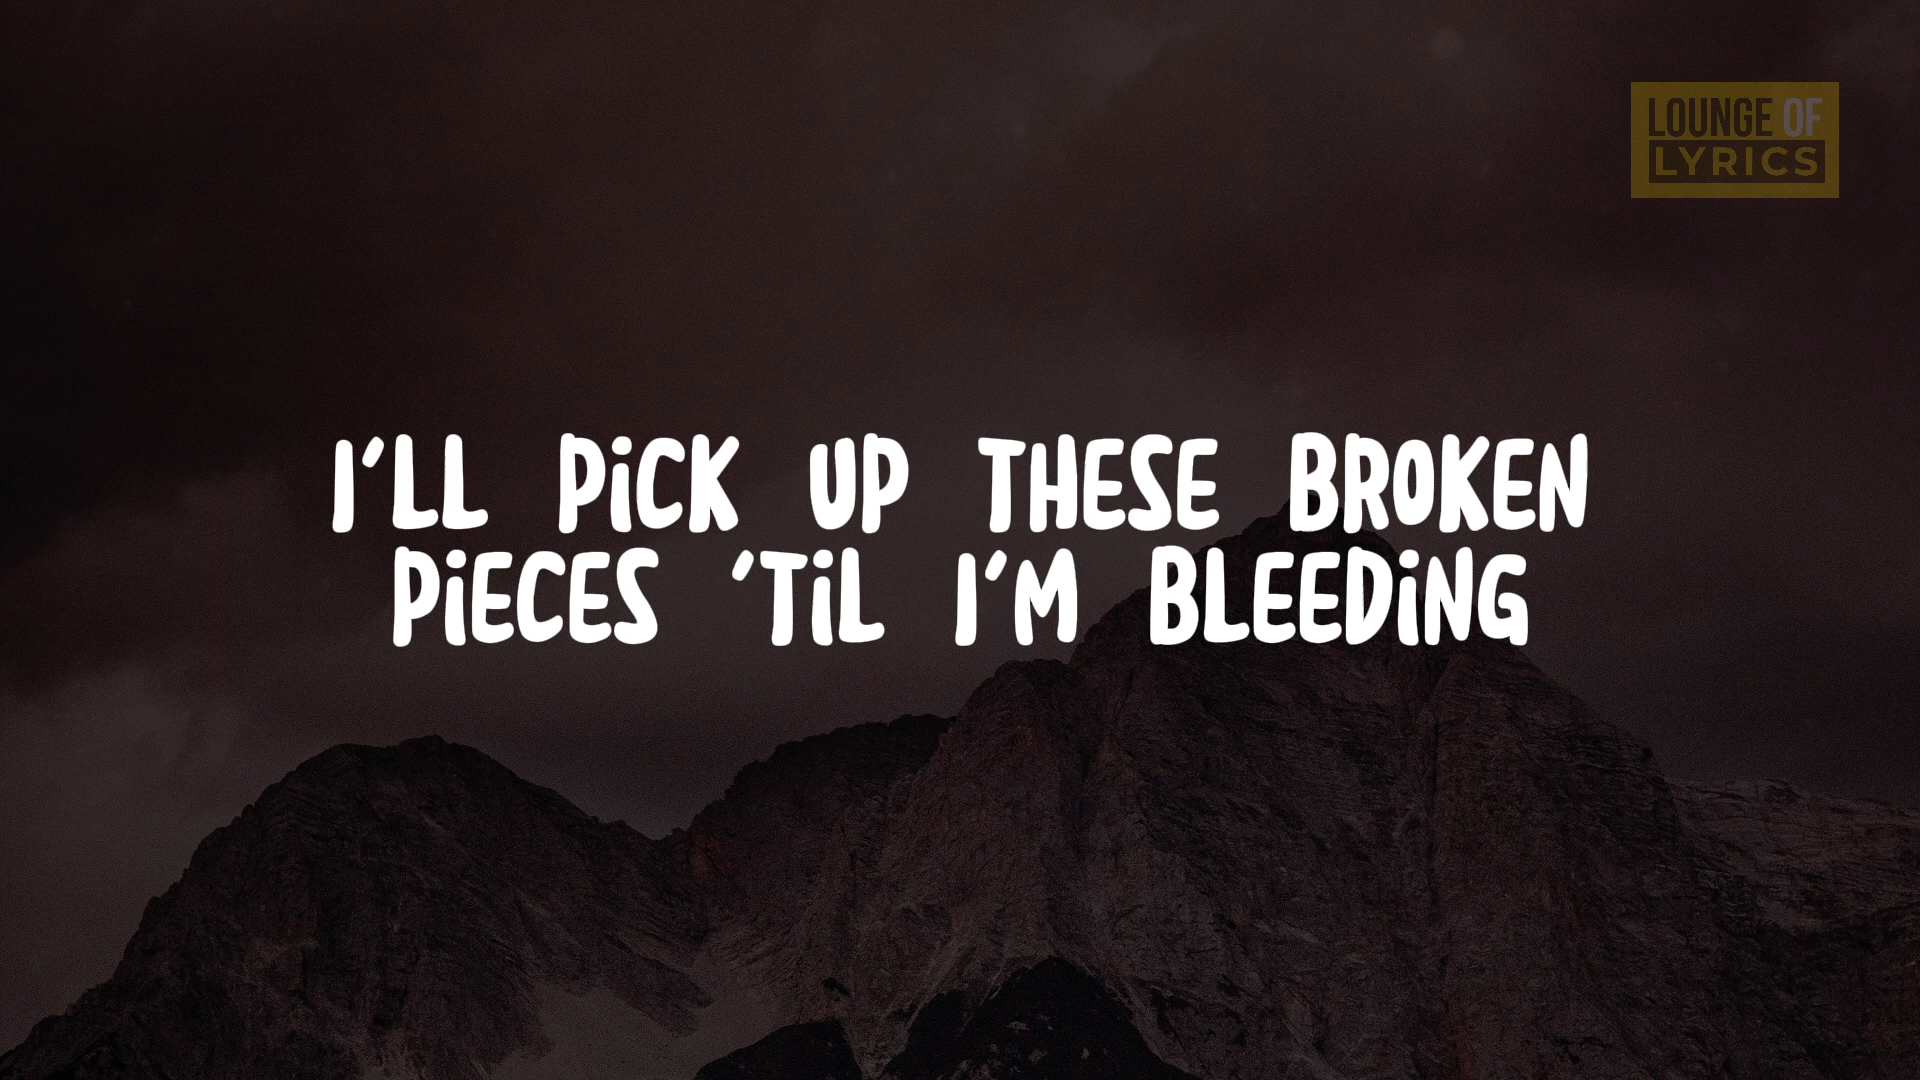 LOUNGE OF
LYRICS
I'LL PiCK UP THESE BROKEN
PiECES 'TiL I'M BLEEDiNG